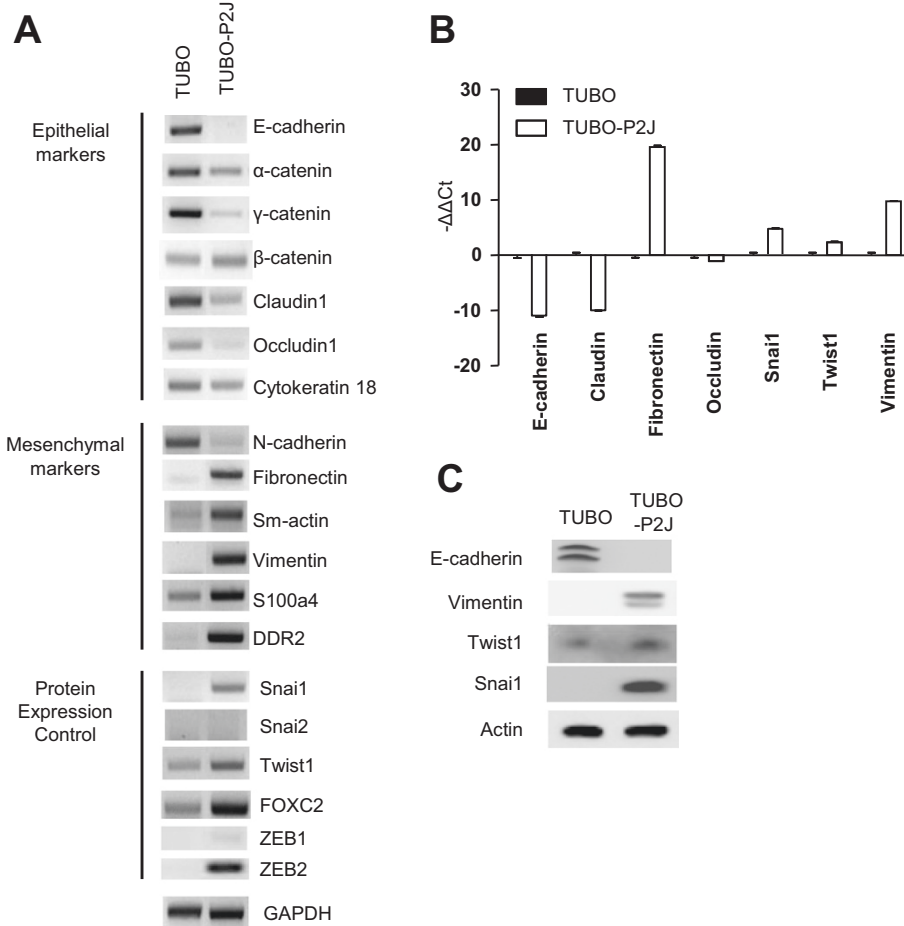 A
TUBO
TUBO-P2J
Epithelial
markers
E-cadherin
α-catenin
γ-catenin
β-catenin
Claudin1
Occludin1
Cytokeratin 18
Mesenchymal
markers
N-cadherin
Fibronectin
Sm-actin
Vimentin
S100a4
DDR2
Protein
Expression
Control
Snai1
Snai2
Twist1
FOXC2
ZEB1
ZEB2
GAPDH
B
TUBO
TUBO-P2J
-ΔΔCt
30
20
10
0
-10
-20
E-cadherin
Claudin
Fibronectin
Occludin
Snai1
Twist1
Vimentin
C
TUBO
TUBO
-P2J
E-cadherin
Vimentin
Twist1
Snai1
Actin